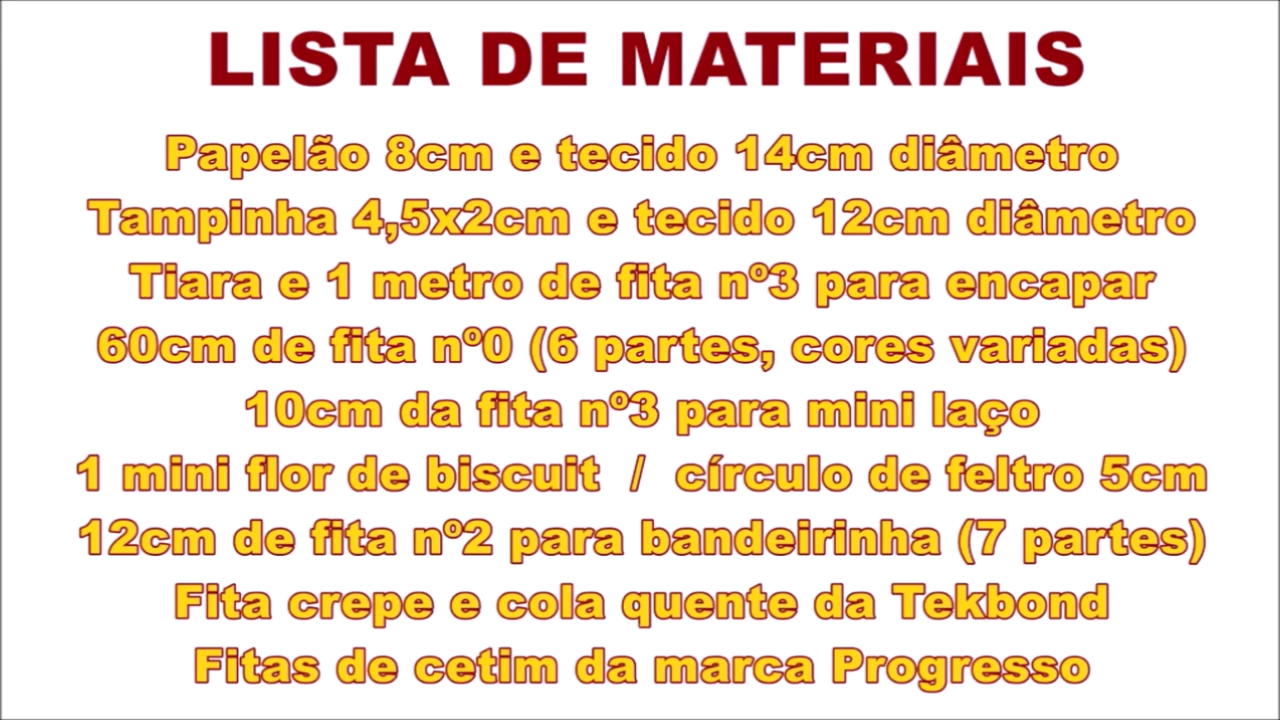 LISTA DE MATERIAIS
Papelão 8cm e tecido 14cm diâmetro
Tampinha 4,5x2cm e tecido 12cm diâmetro
Tiara e 1 metro de fita nº3 para encapar
60cm de fita nº0 (6 partes, cores variadas)
10cm da fita nº3 para mini laço
1 mini flor de biscuit / círculo de feltro 5cm
12cm de fita nº2 para bandeirinha (7 partes)
Fita crepe e cola quente da Tekbond
Fitas de cetim da marca Progresso